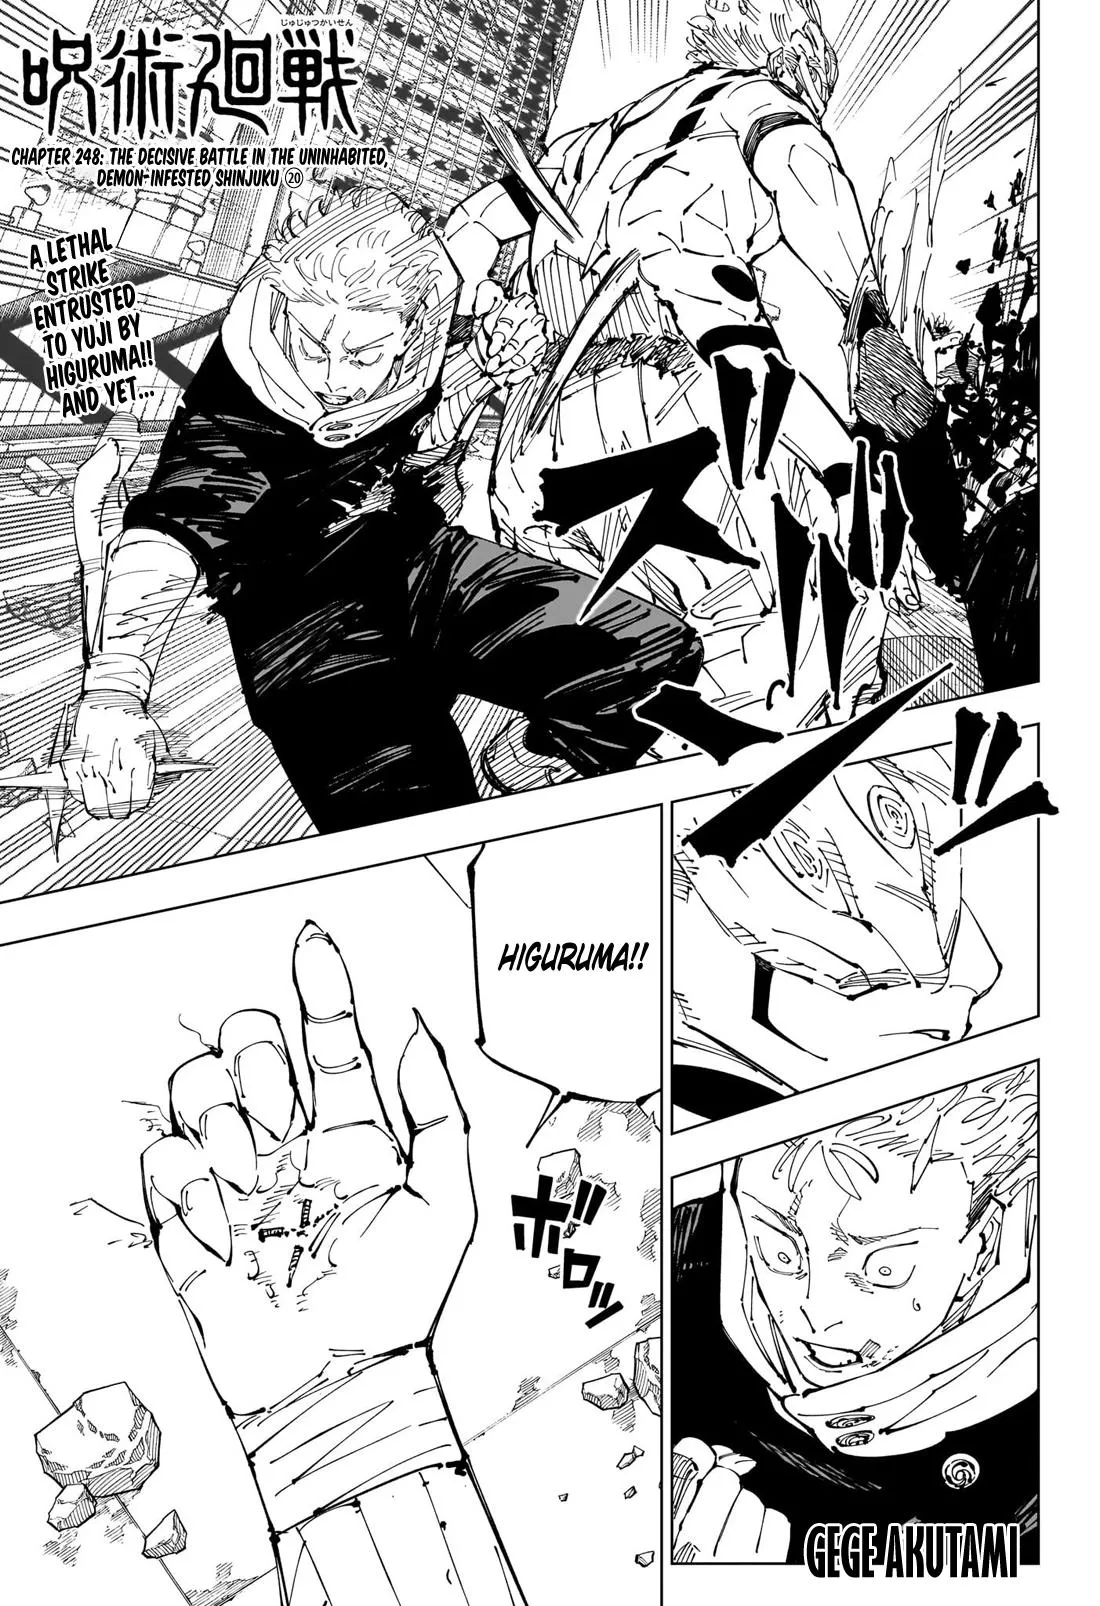 じゅじゅつかいせん
呪術廻戦
CHAPTER 248: THE DECISIVE BATTLE IN THE UNINHABITED,
DEMON-INFESTED SHINJUKU ⑳
A LETHAL
STRIKE
ENTRUSTED
TO YUJI BY
HIGURUMA!!
AND YET...
ズババッ
HIGURUMA!!
ボロッ
GEGE AKUTAMI